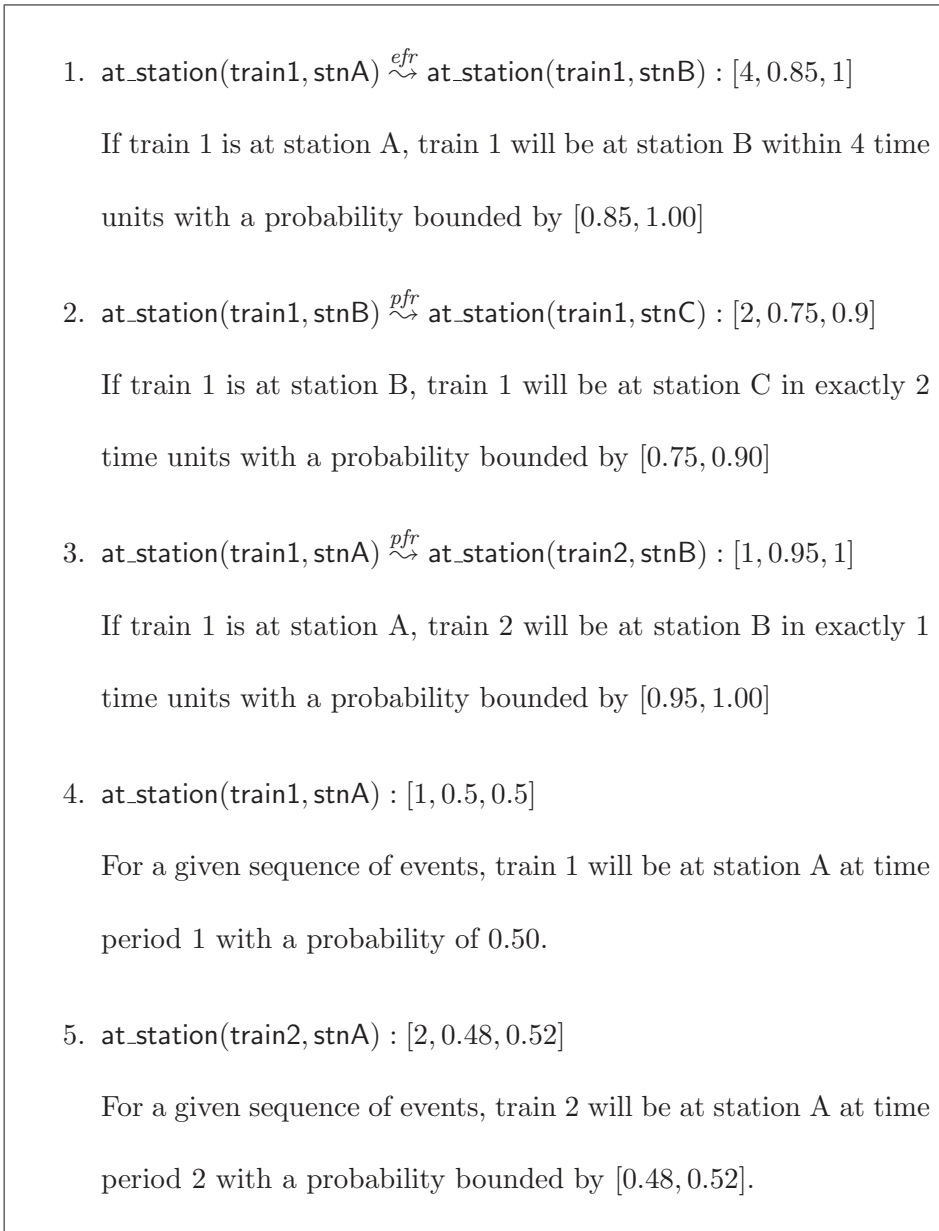 1. at_station(train1, stnA) efr⇝ at_station(train1, stnB) : [4, 0.85, 1]
If train 1 is at station A, train 1 will be at station B within 4 time
units with a probability bounded by [0.85, 1.00]
2. at_station(train1, stnB) pfr⇝ at_station(train1, stnC) : [2, 0.75, 0.9]
If train 1 is at station B, train 1 will be at station C in exactly 2
time units with a probability bounded by [0.75, 0.90]
3. at_station(train1, stnA) pfr⇝ at_station(train2, stnB) : [1, 0.95, 1]
If train 1 is at station A, train 2 will be at station B in exactly 1
time units with a probability bounded by [0.95, 1.00]
4. at_station(train1, stnA) : [1, 0.5, 0.5]
For a given sequence of events, train 1 will be at station A at time
period 1 with a probability of 0.50.
5. at_station(train2, stnA) : [2, 0.48, 0.52]
For a given sequence of events, train 2 will be at station A at time
period 2 with a probability bounded by [0.48, 0.52].